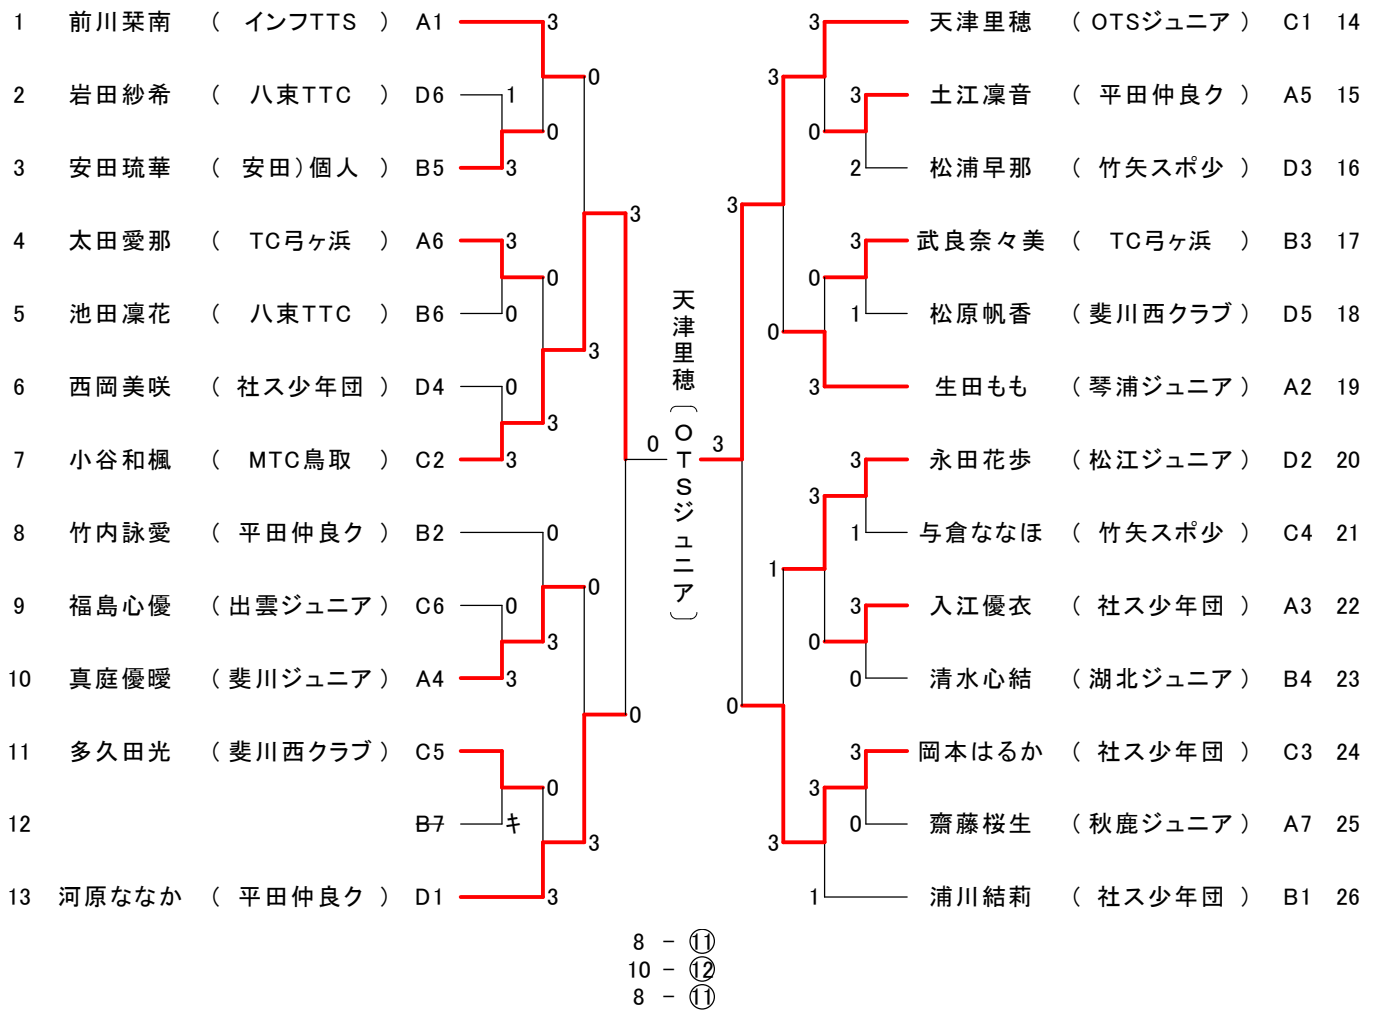 1 前川栞南 ( インフTTS ) A1 3 3 天津里穂 ( OTSジュニア ) C1 14
0 3
2 岩田紗希 ( 八束TTC ) D6 1 3 土江凛音 ( 平田仲良ク ) A5 15
0 0
3 安田琉華 ( 安田)個人 ) B5 3 2 松浦早那 ( 竹矢スポ少 ) D3 16
3 3
4 太田愛那 ( TC弓ヶ浜 ) A6 3 3 武良奈々美 ( TC弓ヶ浜 ) B3 17
0 0
5 池田凜花 ( 八束TTC ) B6 0 1 松原帆香 ( 斐川西クラブ ) D5 18
3 0
6 西岡美咲 ( 社ス少年団 ) D4 0 3 生田もも ( 琴浦ジュニア ) A2 19
3
天津里穂〔OTSジュニア〕
0 3
7 小谷和楓 ( MTC鳥取 ) C2 3 3 永田花歩 ( 松江ジュニア ) D2 20
3
8 竹内詠愛 ( 平田仲良ク ) B2 0 1 与倉ななほ ( 竹矢スポ少 ) C4 21
0 1
9 福島心優 ( 出雲ジュニア ) C6 0 3 入江優衣 ( 社ス少年団 ) A3 22
3 0
10 真庭優曖 ( 斐川ジュニア ) A4 3 0 清水心結 ( 湖北ジュニア ) B4 23
0 0
11 多久田光 ( 斐川西クラブ ) C5 3 岡本はるか ( 社ス少年団 ) C3 24
0 3
12 B7 キ 0 齋藤桜生 ( 秋鹿ジュニア ) A7 25
3 3
13 河原ななか ( 平田仲良ク ) D1 3 1 浦川結莉 ( 社ス少年団 ) B1 26
8 - ⑪
10 - ⑫
8 - ⑪